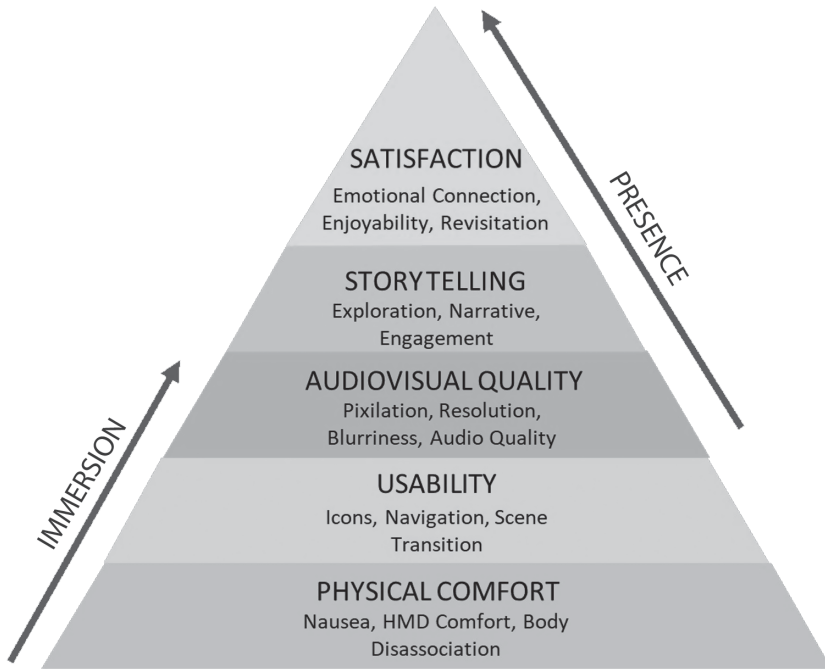 SATISFACTION
Emotional Connection,
Enjoyability, Revisitation
PRESENCE
STORYTELLING
Exploration, Narrative,
Engagement
AUDIOVISUAL QUALITY
Pixilation, Resolution,
Blurriness, Audio Quality
IMMERSION
USABILITY
Icons, Navigation, Scene
Transition
PHYSICAL COMFORT
Nausea, HMD Comfort, Body
Disassociation